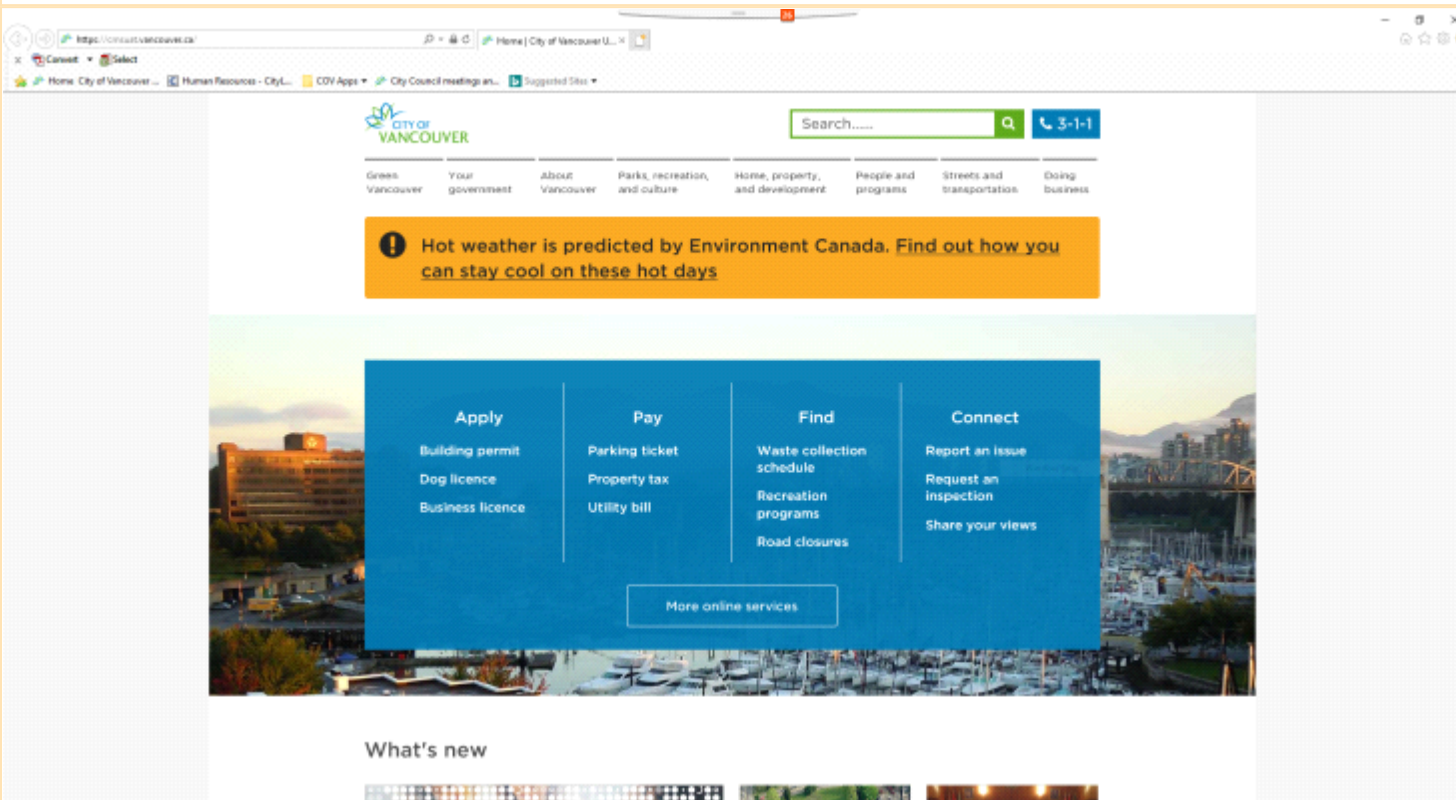 36
Home | City of Vancouver U...
Convert
Select
Home City of Vancouver ...
Human Resources - CityL...
COV Apps
City Council meetings an...
Suggested Sites
CITY OF
VANCOUVER
Search......
3-1-1
Green
Vancouver
Your
government
About
Vancouver
Parks, recreation,
and culture
Home, property,
and development
People and
programs
Streets and
transportation
Doing
business
Hot weather is predicted by Environment Canada. Find out how you
can stay cool on these hot days
Apply
Building permit
Dog licence
Business licence
Pay
Parking ticket
Property tax
Utility bill
Find
Waste collection
schedule
Recreation
programs
Road closures
Connect
Report an issue
Request an
inspection
Share your views
More online services
What's new